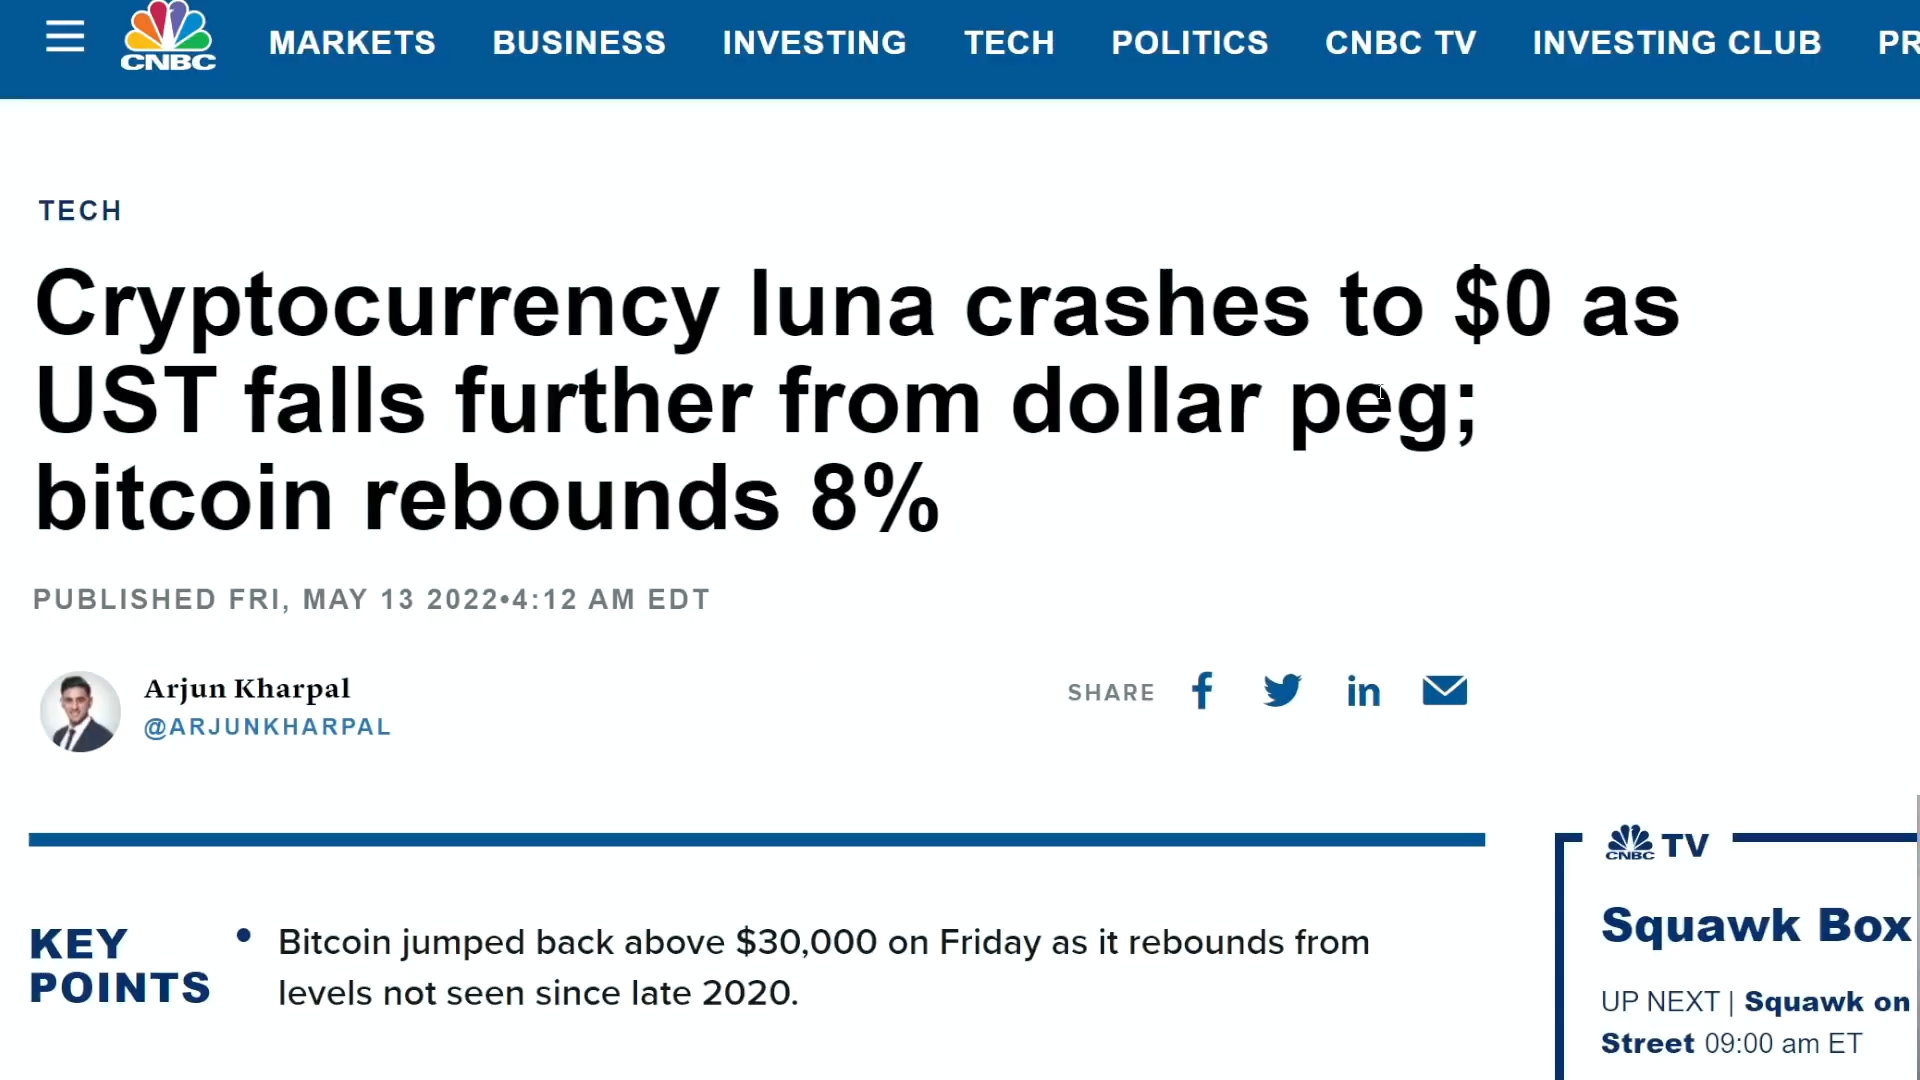 CNBC
MARKETS BUSINESS INVESTING TECH POLITICS CNBC TV INVESTING CLUB PR
TECH
Cryptocurrency luna crashes to $0 as
UST falls further from dollar peg;
bitcoin rebounds 8%
PUBLISHED FRI, MAY 13 2022•4:12 AM EDT
Arjun Kharpal
@ARJUNKHARPAL
SHARE
KEY
POINTS
• Bitcoin jumped back above $30,000 on Friday as it rebounds from
levels not seen since late 2020.
CNBC TV
Squawk Box
UP NEXT | Squawk on
Street 09:00 am ET